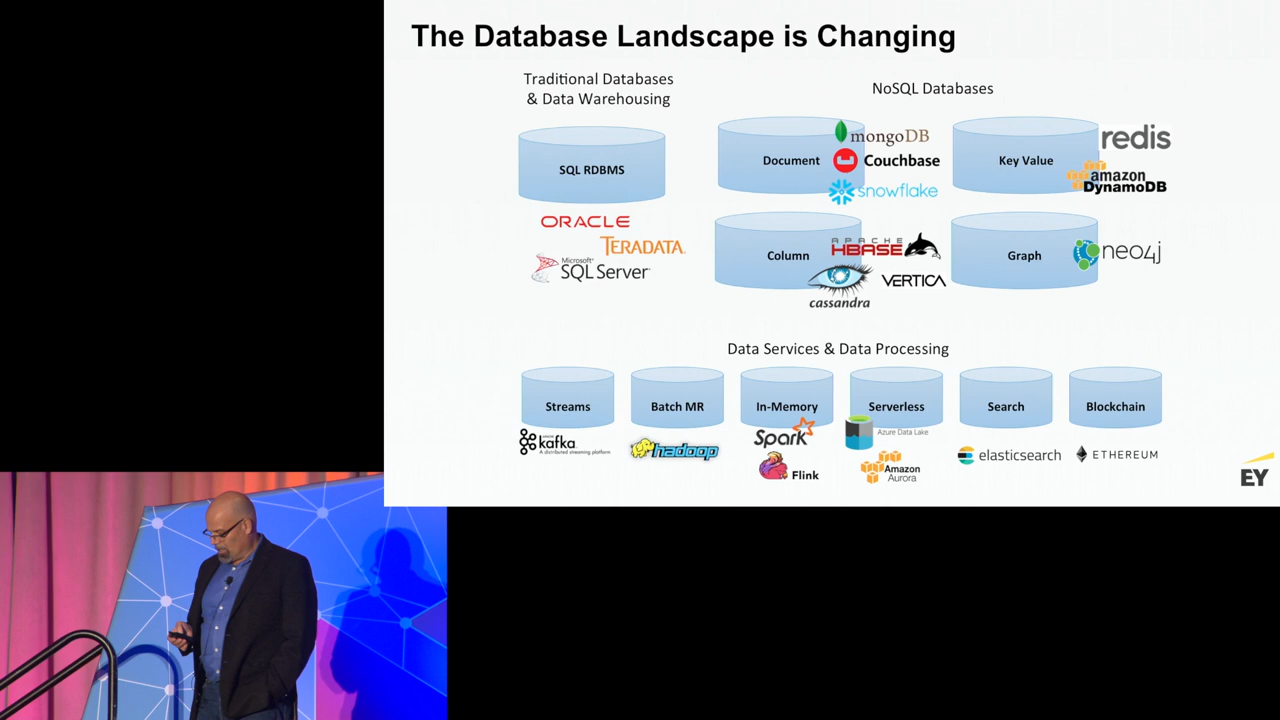 The Database Landscape is Changing
Traditional Databases
& Data Warehousing
NoSQL Databases
SQL RDBMS
ORACLE
TERADATA
Microsoft
SQL Server
Document
mongoDB
Couchbase
snowflake
Key Value
redis
amazon
DynamoDB
Column
APACHE
HBASE
cassandra
VERTICA
Graph
neo4j
Data Services & Data Processing
Streams
Batch MR
In-Memory
Serverless
Search
Blockchain
kafka
A distributed streaming platform
hadoop
Spark
Flink
Azure Data Lake
Amazon
Aurora
elasticsearch
ETHEREUM
EY